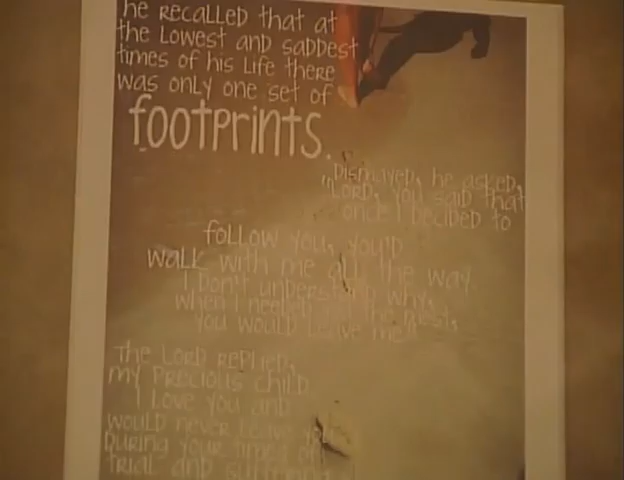 he RECALLED that at
the LOWEST AND SADDEST
times of his LIFE there
was only one set of
footprints.
Dismayed, he asked,
"LORD, YOU SAID that
once I DECIDED to
foLLow you, you'D
waLk with me all the way
I Don't understand why,
when I needed the most,
you would Leave me."
the LORD REPLIED,
my PRECIOUS chiLD
I Love you and
would never Leave
DURING your times of
TRIAL AND